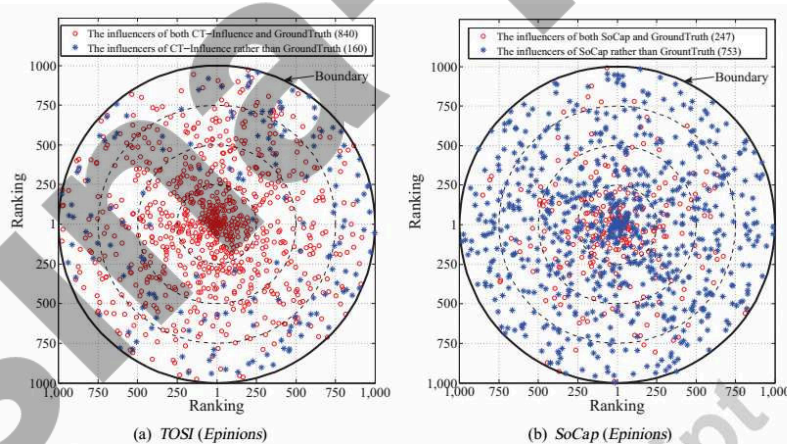 The influencers of both CT−Influence and GroundTruth (840)
The influencers of CT−Influence rather than GroundTruth (160)
1000
Boundary
750
500
250
1
250
500
750
1000
Ranking
1,000 750 500 250 1 250 500 750 1,000
Ranking
(a) TOSI (Epinions)
The influencers of both SoCap and GroundTruth (247)
The influencers of SoCap rather than GrountTruth (753)
1000
Boundary
750
500
250
1
250
500
750
1000
Ranking
1,000 750 500 250 1 250 500 750 1,000
Ranking
(b) SoCap (Epinions)